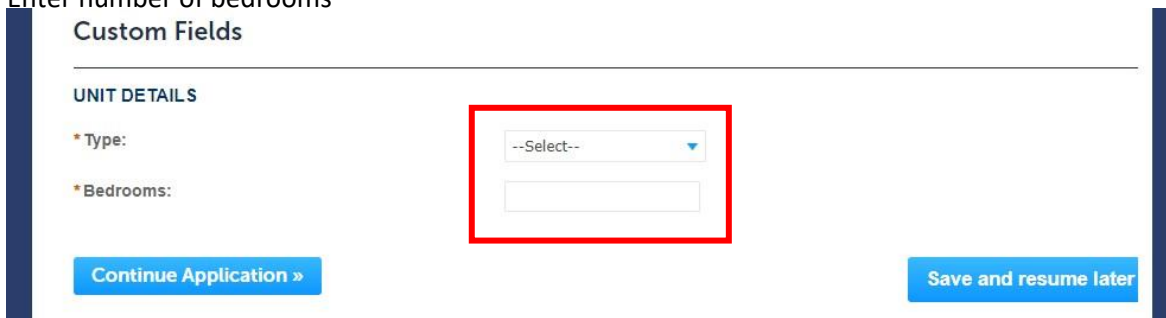 Enter number of bedrooms
Custom Fields
UNIT DETAILS
* Type:
--Select--
* Bedrooms:
Continue Application »
Save and resume later